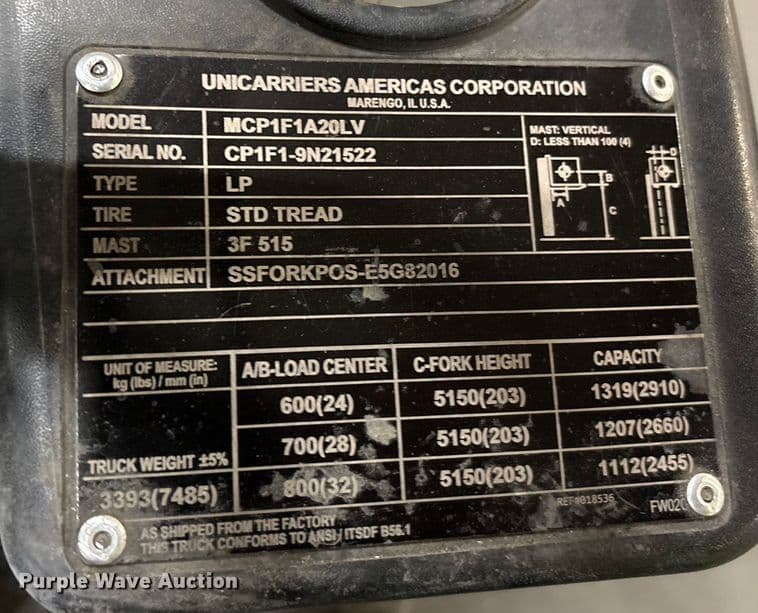 UNICARRIERS AMERICAS CORPORATION
MARENGO, IL U.S.A.
MODEL MCP1F1A20LV
SERIAL NO. CP1F1-9N21522
TYPE LP
TIRE STD TREAD
MAST 3F 515
ATTACHMENT SSFORKPOS-E5G82016
MAST: VERTICAL
D: LESS THAN 100 (4)
D
B
A
C
UNIT OF MEASURE:
kg (lbs) / mm (in)
A/B-LOAD CENTER C-FORK HEIGHT CAPACITY
600(24) 5150(203) 1319(2910)
700(28) 5150(203) 1207(2660)
800(32) 5150(203) 1112(2455)
TRUCK WEIGHT ±5%
3393(7485)
REF#018536
AS SHIPPED FROM THE FACTORY
THIS TRUCK CONFORMS TO ANSI/ ITSDF B56.1
Purple Wave Auction